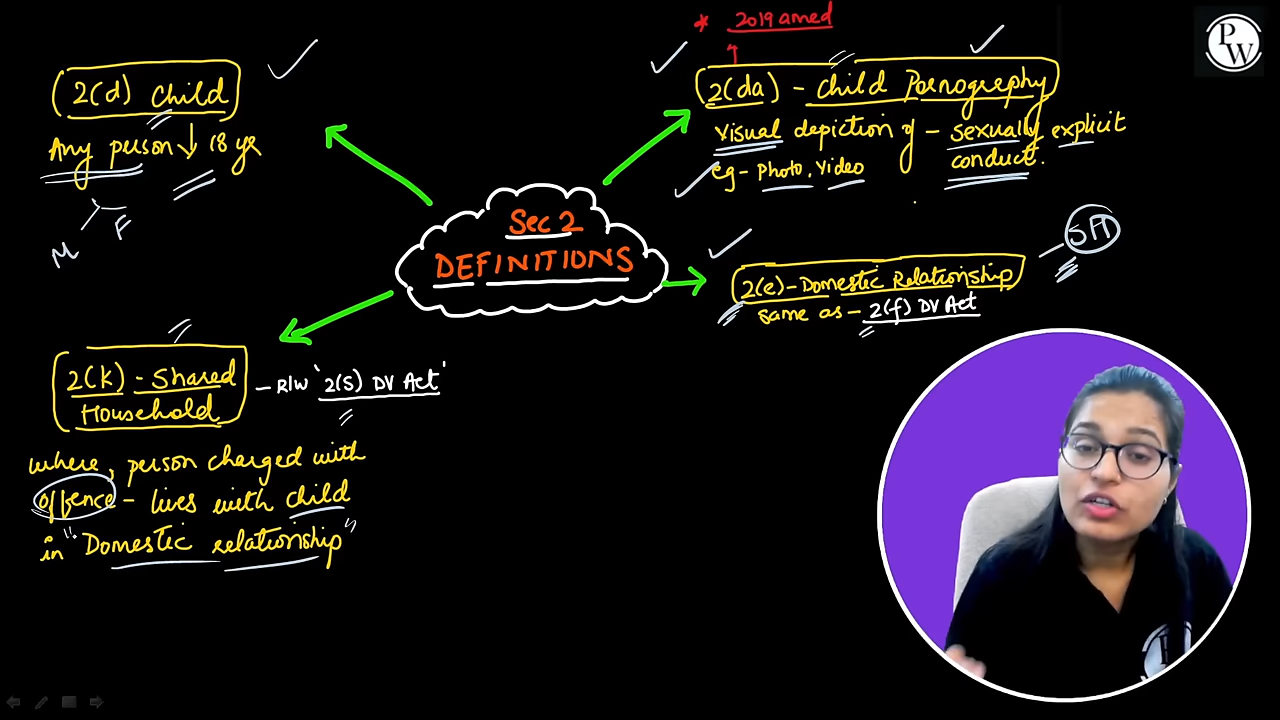 * 2019 amed
PW
2(d) Child
Any person ↓ 18 yr
M F
2(da) - Child Pornography
Visual depiction of - sexually explicit
conduct.
eg - Photo, Video
Sec 2
DEFINITIONS
2(e) - Domestic Relationship
same as - 2(f) DV Act
2(k) - Shared
Household
- R/W '2(s) DV Act'
where, person charged with
offence - lives with child
in "Domestic relationship"